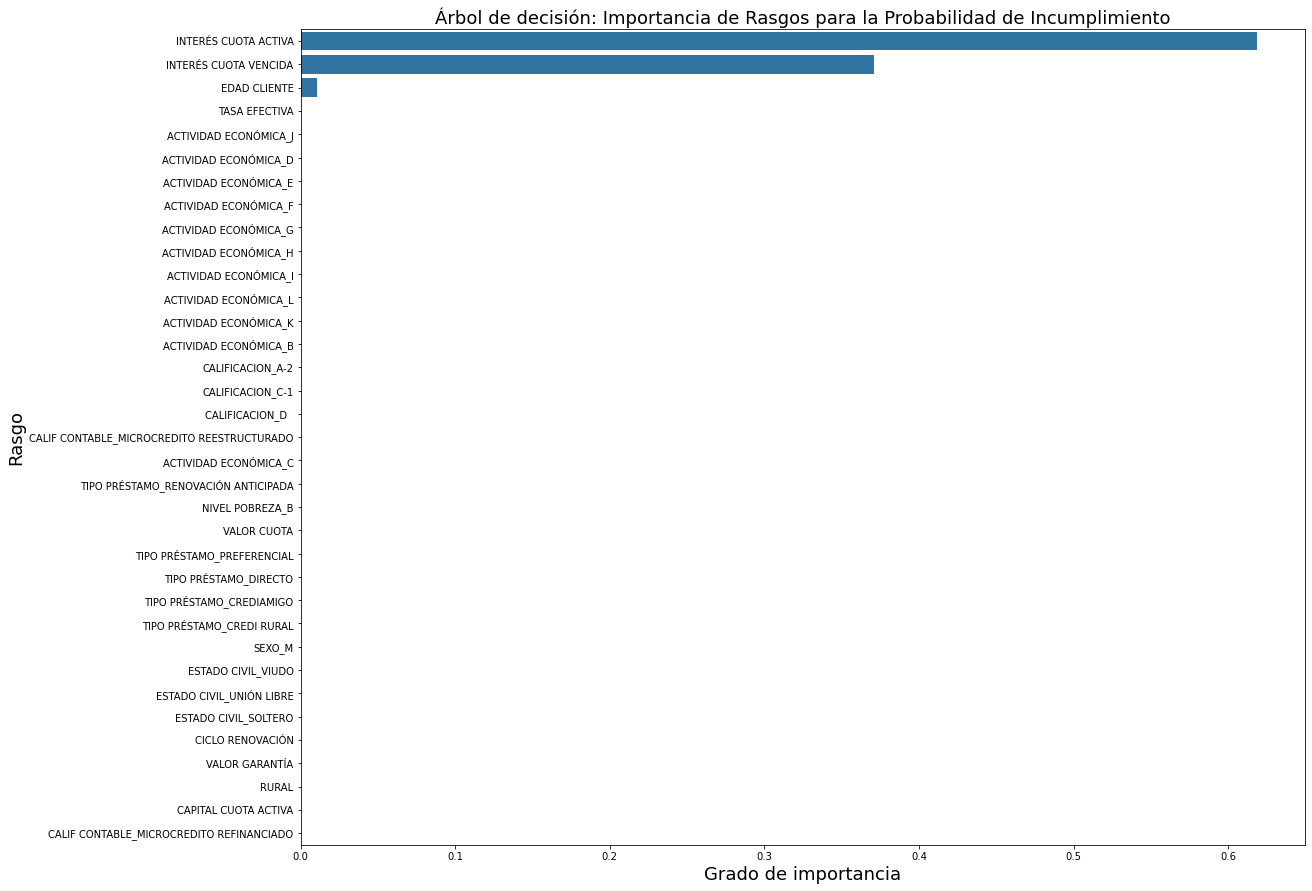 Árbol de decisión: Importancia de Rasgos para la Probabilidad de Incumplimiento
INTERÉS CUOTA ACTIVA
INTERÉS CUOTA VENCIDA
EDAD CLIENTE
TASA EFECTIVA
ACTIVIDAD ECONÓMICA_J
ACTIVIDAD ECONÓMICA_D
ACTIVIDAD ECONÓMICA_E
ACTIVIDAD ECONÓMICA_F
ACTIVIDAD ECONÓMICA_G
ACTIVIDAD ECONÓMICA_H
ACTIVIDAD ECONÓMICA_I
ACTIVIDAD ECONÓMICA_L
ACTIVIDAD ECONÓMICA_K
ACTIVIDAD ECONÓMICA_B
CALIFICACION_A-2
CALIFICACION_C-1
CALIFICACION_D
CALIF CONTABLE_MICROCREDITO REESTRUCTURADO
ACTIVIDAD ECONÓMICA_C
TIPO PRÉSTAMO_RENOVACIÓN ANTICIPADA
NIVEL POBREZA_B
VALOR CUOTA
TIPO PRÉSTAMO_PREFERENCIAL
TIPO PRÉSTAMO_DIRECTO
TIPO PRÉSTAMO_CREDIAMIGO
TIPO PRÉSTAMO_CREDI RURAL
SEXO_M
ESTADO CIVIL_VIUDO
ESTADO CIVIL_UNIÓN LIBRE
ESTADO CIVIL_SOLTERO
CICLO RENOVACIÓN
VALOR GARANTÍA
RURAL
CAPITAL CUOTA ACTIVA
CALIF CONTABLE_MICROCREDITO REFINANCIADO
Rasgo
0.0 0.1 0.2 0.3 0.4 0.5 0.6
Grado de importancia